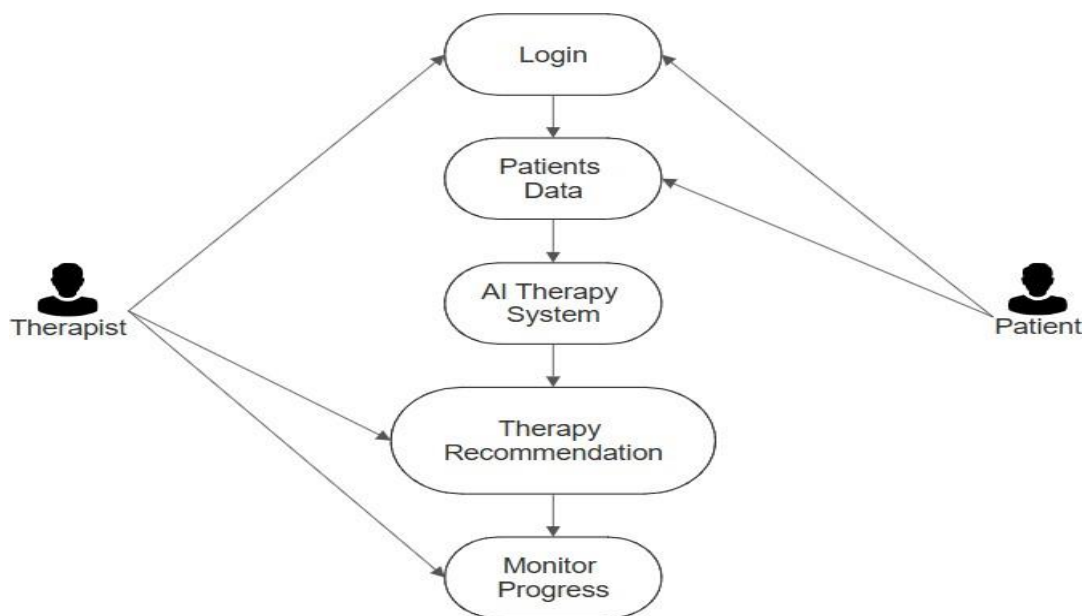 Login
Patients
Data
AI Therapy
System
Therapist
Patient
Therapy
Recommendation
Monitor
Progress